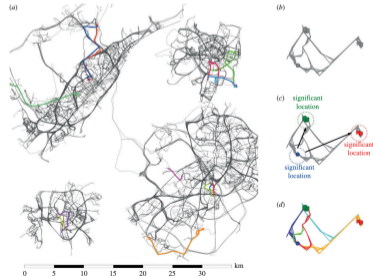 (a)
(b)
(c)
significant
location
significant
location
significant
location
(d)
0 5 10 15 20 25 30 km